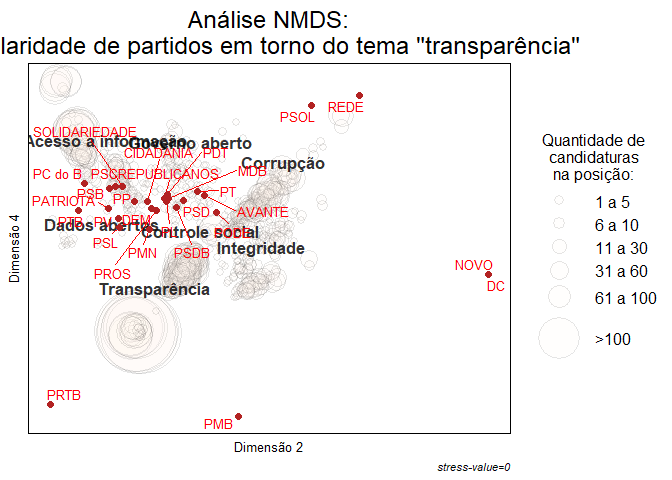 Análise NMDS:
laridade de partidos em torno do tema "transparência"
REDE
PSOL
SOLIDARIEDADE
Acesso a informação
Governo aberto
CIDADANIA
PDT
Corrupção
MDB
PC do B
PSC
REPUBLICANOS
PSB
PP
PT
PATRIOTA
PTB
PV
DEM
PSD
AVANTE
Dados abertos
PL
Controle social
PSL
PMN
PSDB
Integridade
PROS
NOVO
DC
Transparência
PRTB
PMB
Dimensão 4
Dimensão 2
stress-value=0
Quantidade de
candidaturas
na posição:
1 a 5
6 a 10
11 a 30
31 a 60
61 a 100
>100